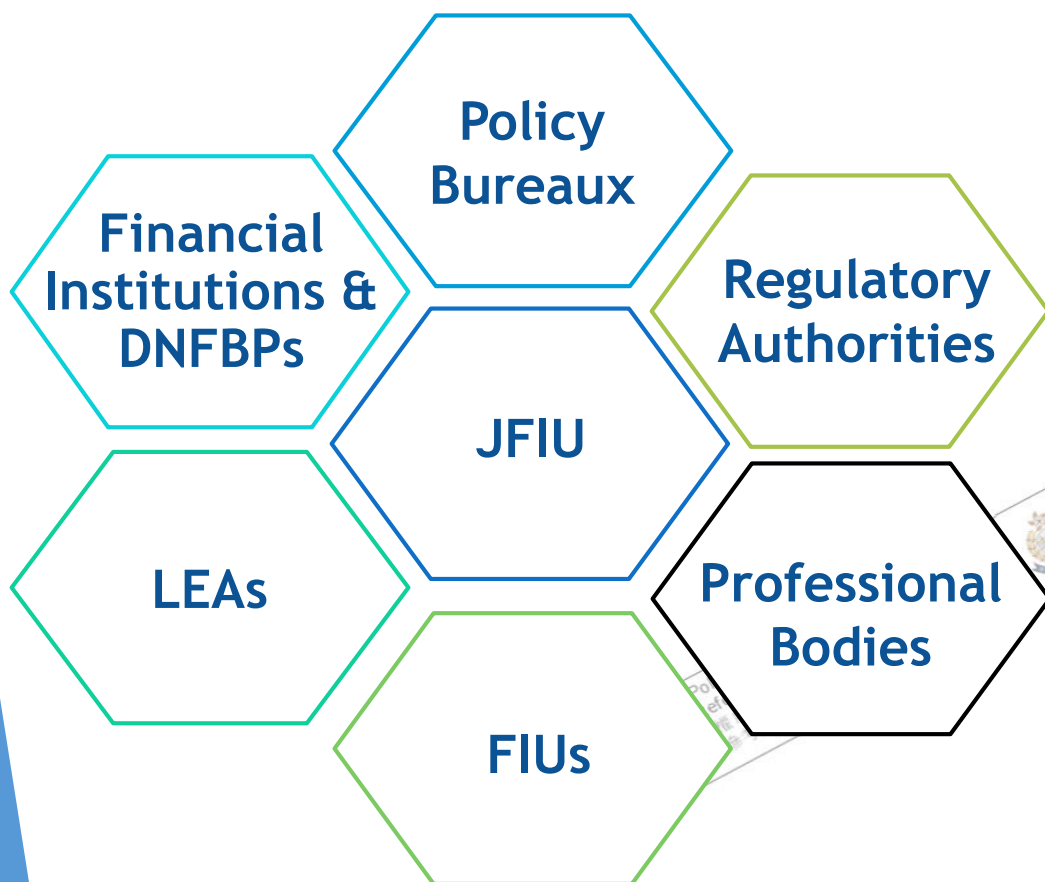 Policy
Bureaux
Financial
Institutions &
DNFBPs
Regulatory
Authorities
JFIU
LEAs
Professional
Bodies
FIUs